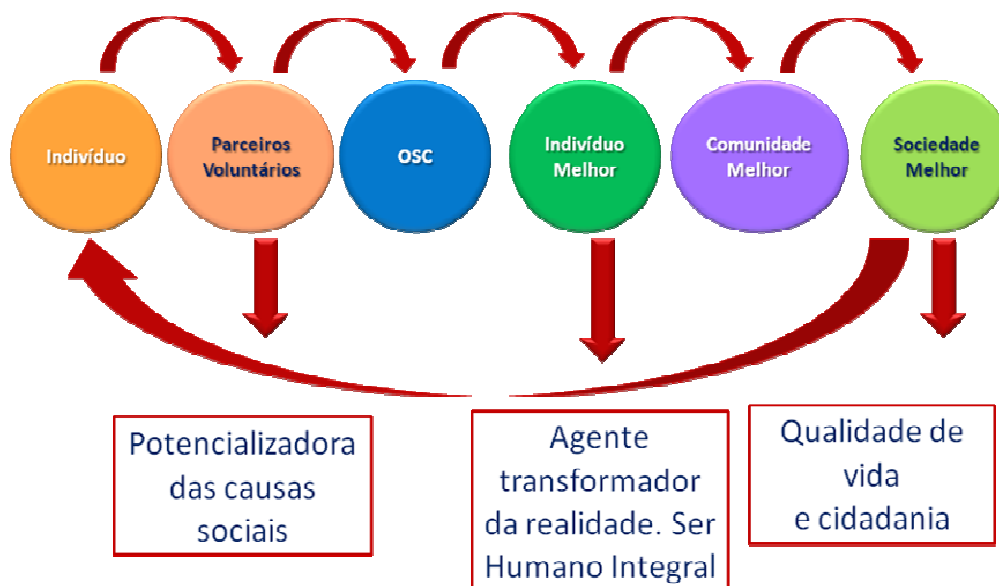 Indivíduo
Parceiros
Voluntários
OSC
Indivíduo
Melhor
Comunidade
Melhor
Sociedade
Melhor
Potencializadora
das causas
sociais
Agente
transformador
da realidade. Ser
Humano Integral
Qualidade de
vida
e cidadania